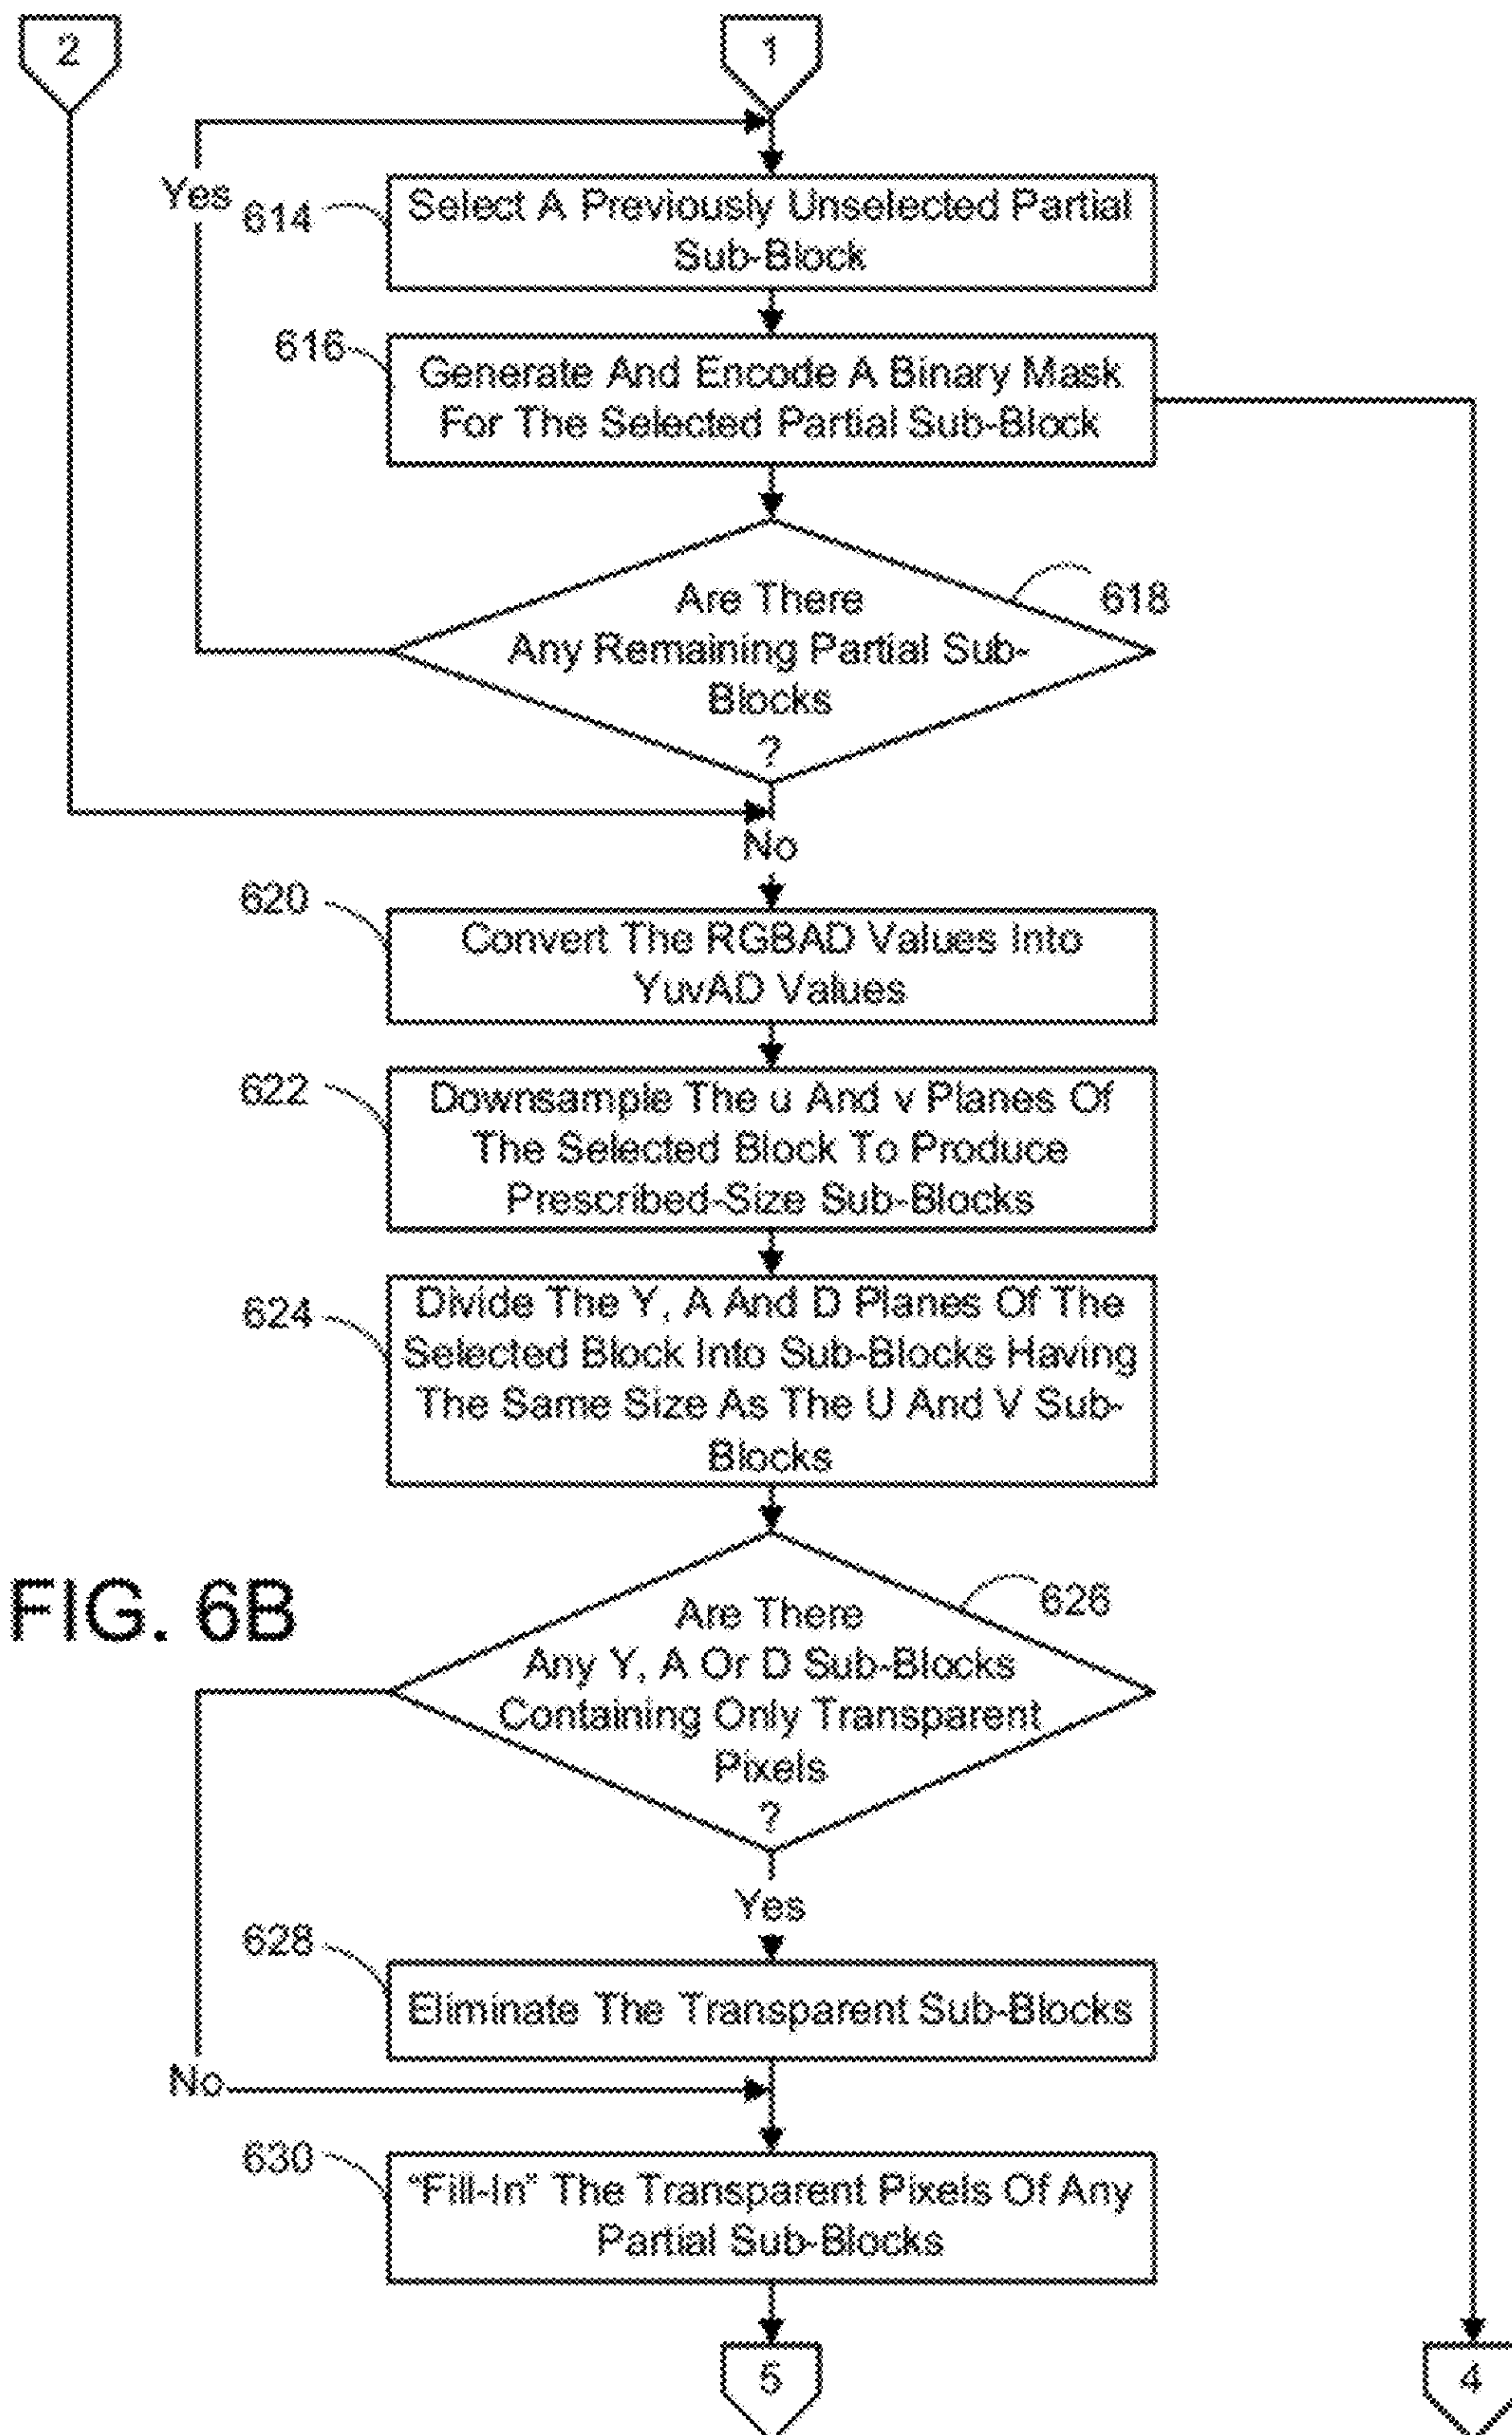 2
1
Yes
614
Select A Previously Unselected Partial
Sub-Block
616
Generate And Encode A Binary Mask
For The Selected Partial Sub-Block
Are There
Any Remaining Partial Sub-
Blocks
?
618
No
620
Convert The RGBAD Values Into
YuvAD Values
622
Downsample The u And v Planes Of
The Selected Block To Produce
Prescribed-Size Sub-Blocks
624
Divide The Y, A And D Planes Of The
Selected Block Into Sub-Blocks Having
The Same Size As The U And V Sub-
Blocks
FIG. 6B
626
Are There
Any Y, A Or D Sub-Blocks
Containing Only Transparent
Pixels
?
Yes
628
Eliminate The Transparent Sub-Blocks
No
630
"Fill-In" The Transparent Pixels Of Any
Partial Sub-Blocks
5
4